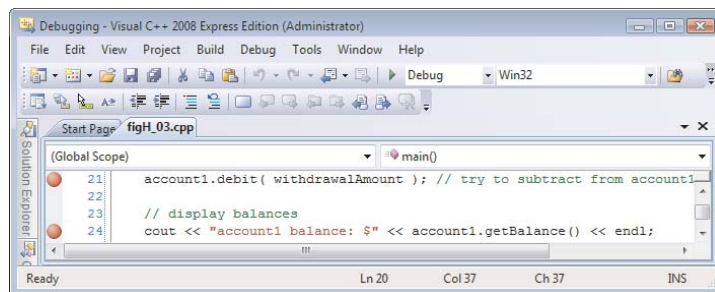 Debugging - Visual C++ 2008 Express Edition (Administrator)
File Edit View Project Build Debug Tools Window Help
Debug Win32
Start Page figH_03.cpp
Solution Explorer
(Global Scope) main()
21 account1.debit( withdrawalAmount ); // try to subtract from account1
22
23 // display balances
24 cout << "account1 balance: $" << account1.getBalance() << endl;
Ready Ln 20 Col 37 Ch 37 INS